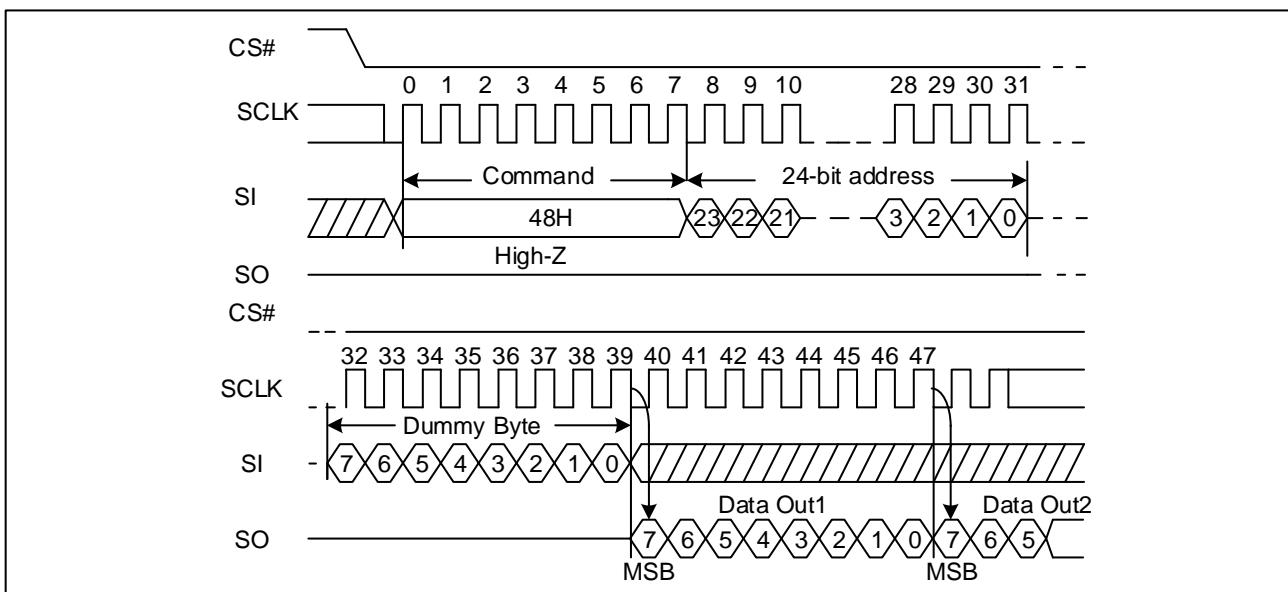 CS#
0 1 2 3 4 5 6 7 8 9 10 28 29 30 31
SCLK
Command 24-bit address
SI
48H 23 22 21 3 2 1 0
High-Z
SO
CS#
32 33 34 35 36 37 38 39 40 41 42 43 44 45 46 47
SCLK
Dummy Byte
SI 7 6 5 4 3 2 1 0
Data Out1 Data Out2
SO 7 6 5 4 3 2 1 0 7 6 5
MSB MSB